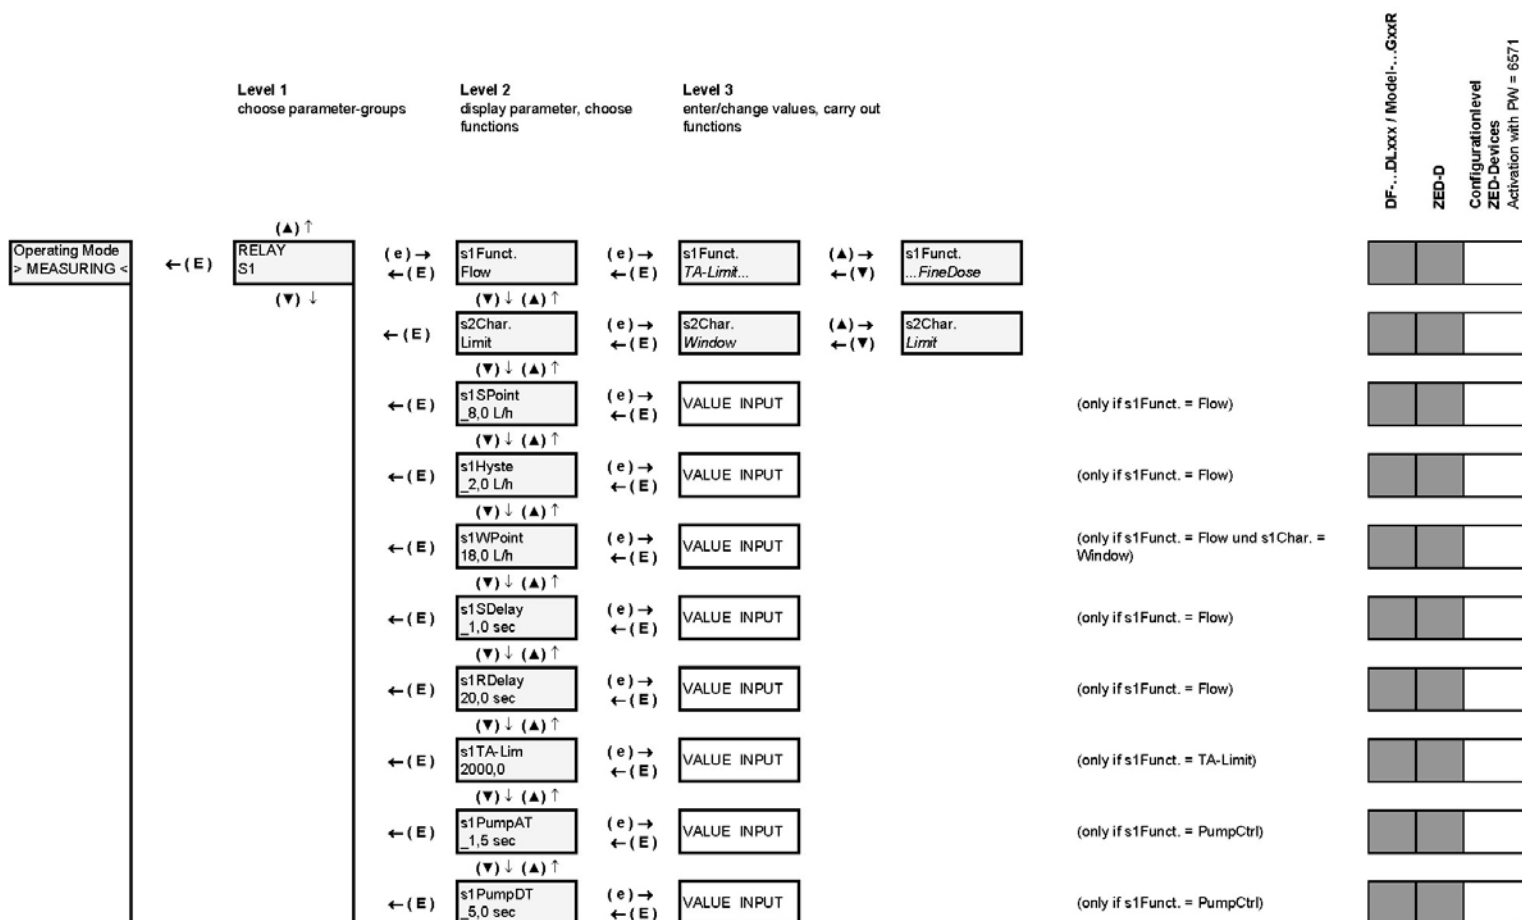 DF-...DLxxx / Model-...GxxR
ZED-D
Configurationlevel
ZED-Devices
Activation with PW = 6571
Level 1
choose parameter-groups
Level 2
display parameter, choose
functions
Level 3
enter/change values, carry out
functions
(▲) ↑
Operating Mode
> MEASURING <
← (E)
RELAY
S1
(▼) ↓
(e) →
← (E)
s1Funct.
Flow
(e) →
← (E)
s1Funct.
TA-Limit...
(▲) →
← (▼)
s1Funct.
...FineDose
(▼) ↓ (▲) ↑
← (E)
s2Char.
Limit
(e) →
← (E)
s2Char.
Window
(▲) →
← (▼)
s2Char.
Limit
(▼) ↓ (▲) ↑
← (E)
s1SPoint
_8,0 L/h
(e) →
← (E)
VALUE INPUT
(only if s1Funct. = Flow)
(▼) ↓ (▲) ↑
← (E)
s1Hyste
_2,0 L/h
(e) →
← (E)
VALUE INPUT
(only if s1Funct. = Flow)
(▼) ↓ (▲) ↑
← (E)
s1WPoint
18,0 L/h
(e) →
← (E)
VALUE INPUT
(only if s1Funct. = Flow und s1Char. =
Window)
(▼) ↓ (▲) ↑
← (E)
s1SDelay
_1,0 sec
(e) →
← (E)
VALUE INPUT
(only if s1Funct. = Flow)
(▼) ↓ (▲) ↑
← (E)
s1RDelay
20,0 sec
(e) →
← (E)
VALUE INPUT
(only if s1Funct. = Flow)
(▼) ↓ (▲) ↑
← (E)
s1TA-Lim
2000,0
(e) →
← (E)
VALUE INPUT
(only if s1Funct. = TA-Limit)
(▼) ↓ (▲) ↑
← (E)
s1PumpAT
_1,5 sec
(e) →
← (E)
VALUE INPUT
(only if s1Funct. = PumpCtrl)
(▼) ↓ (▲) ↑
← (E)
s1PumpDT
_5,0 sec
(e) →
← (E)
VALUE INPUT
(only if s1Funct. = PumpCtrl)